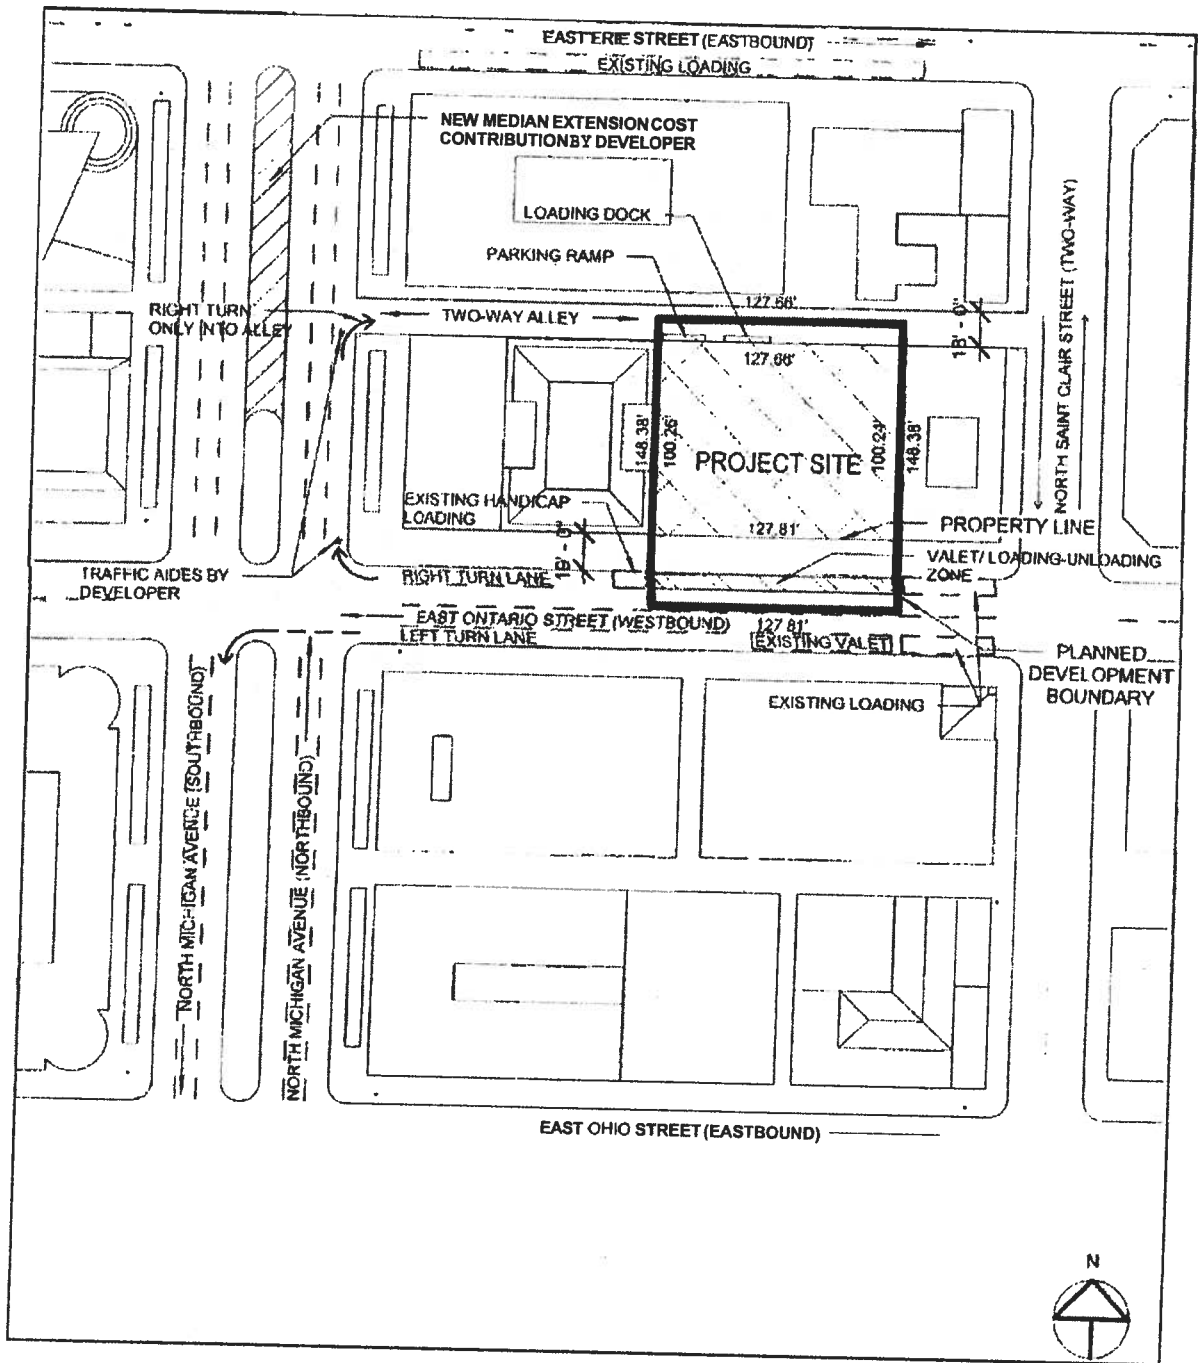 EAST ERIE STREET (EASTBOUND)
EXISTING LOADING
NEW MEDIAN EXTENSION COST
CONTRIBUTION BY DEVELOPER
LOADING DOCK
PARKING RAMP
127.66'
RIGHT TURN
ONLY INTO ALLEY
TWO-WAY ALLEY
18' - 0"
127.66'
NORTH SAINT CLAIR STREET (TWO-WAY)
148.38'
100.26'
PROJECT SITE
100.24'
148.38'
EXISTING HANDICAP
LOADING
127.81'
PROPERTY LINE
VALET/ LOADING-UNLOADING
ZONE
TRAFFIC AIDES BY
DEVELOPER
RIGHT TURN LANE
EAST ONTARIO STREET (WESTBOUND)
LEFT TURN LANE
127.81'
EXISTING VALET
PLANNED
DEVELOPMENT
BOUNDARY
EXISTING LOADING
NORTH MICHIGAN AVENUE (SOUTHBOUND)
NORTH MICHIGAN AVENUE (NORTHBOUND)
EAST OHIO STREET (EASTBOUND)
N